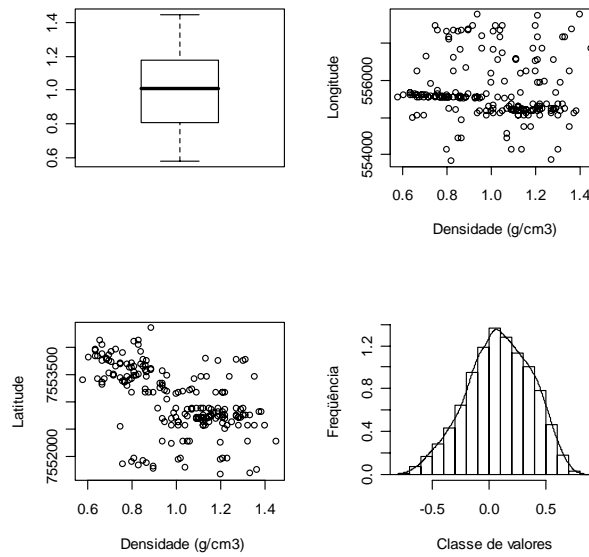 1.4
1.2
1.0
0.8
0.6
Longitude
556000
554000
0.6 0.8 1.0 1.2 1.4
Densidade (g/cm3)
Latitude
7553500
7552000
0.6 0.8 1.0 1.2 1.4
Densidade (g/cm3)
Freqüência
1.2
0.8
0.4
0.0
-0.5 0.0 0.5
Classe de valores